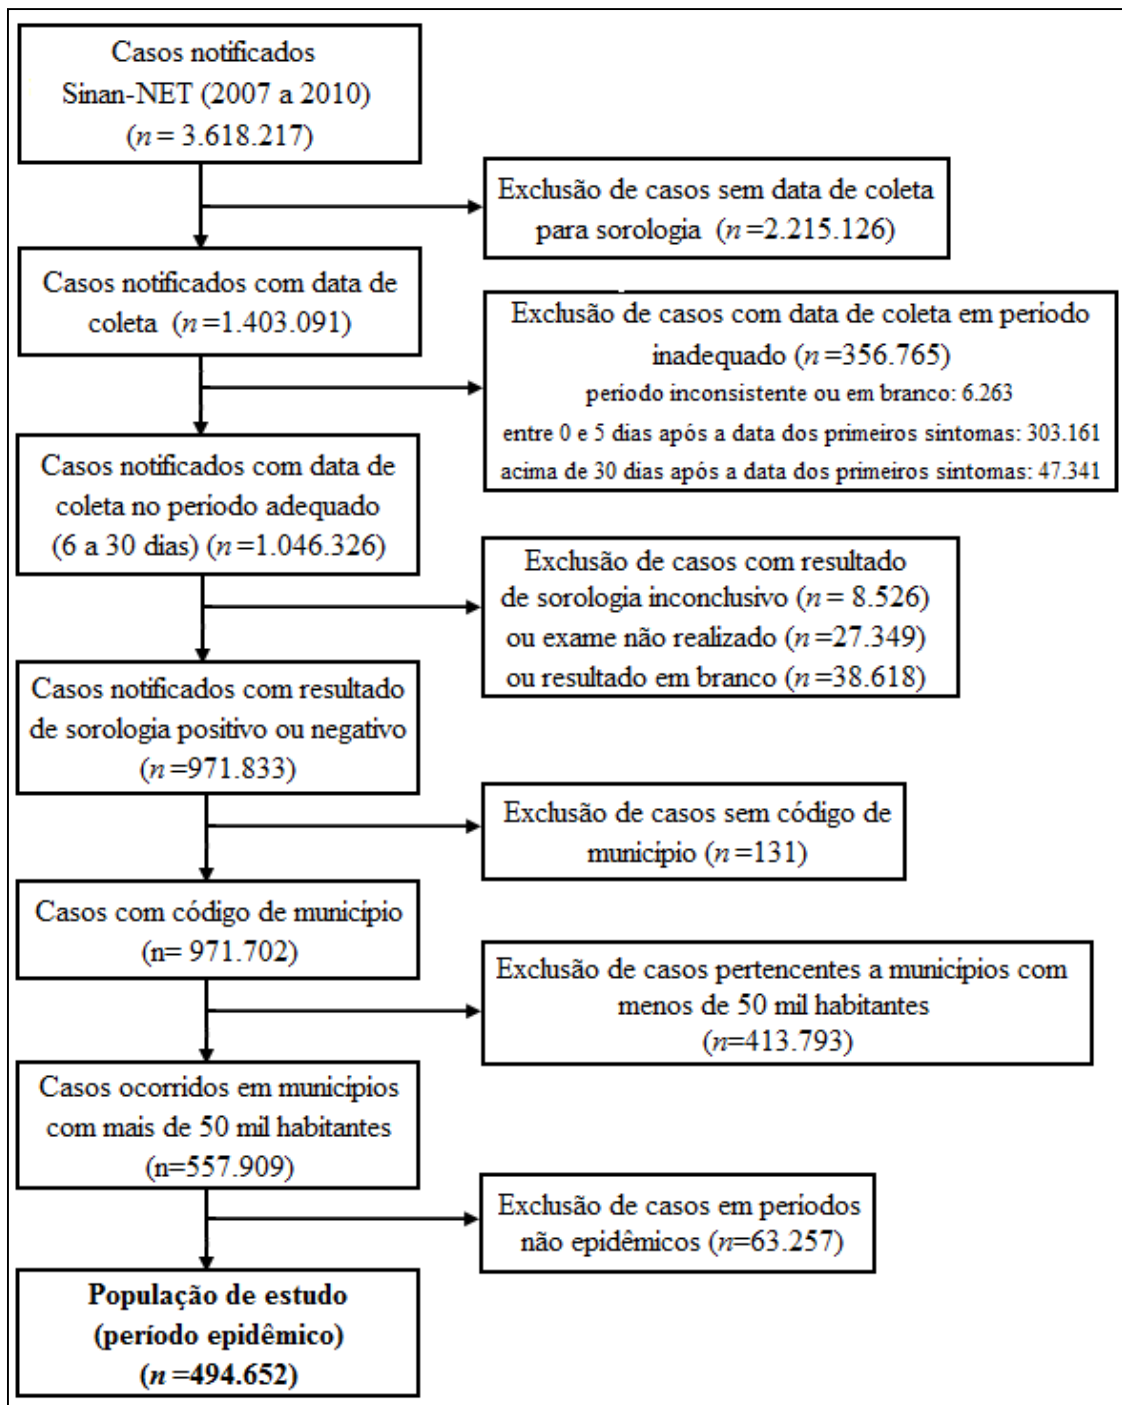 Casos notificados
Sinan-NET (2007 a 2010)
(n = 3.618.217)
Exclusão de casos sem data de coleta
para sorologia (n =2.215.126)
Casos notificados com data de
coleta (n =1.403.091)
Exclusão de casos com data de coleta em período
inadequado (n =356.765)
período inconsistente ou em branco: 6.263
entre 0 e 5 dias após a data dos primeiros sintomas: 303.161
acima de 30 dias após a data dos primeiros sintomas: 47.341
Casos notificados com data de
coleta no período adequado
(6 a 30 dias) (n =1.046.326)
Exclusão de casos com resultado
de sorologia inconclusivo (n = 8.526)
ou exame não realizado (n =27.349)
ou resultado em branco (n =38.618)
Casos notificados com resultado
de sorologia positivo ou negativo
(n =971.833)
Exclusão de casos sem código de
município (n =131)
Casos com código de município
(n= 971.702)
Exclusão de casos pertencentes a municípios com
menos de 50 mil habitantes
(n=413.793)
Casos ocorridos em municípios
com mais de 50 mil habitantes
(n=557.909)
Exclusão de casos em períodos
não epidêmicos (n=63.257)
População de estudo
(período epidêmico)
(n =494.652)